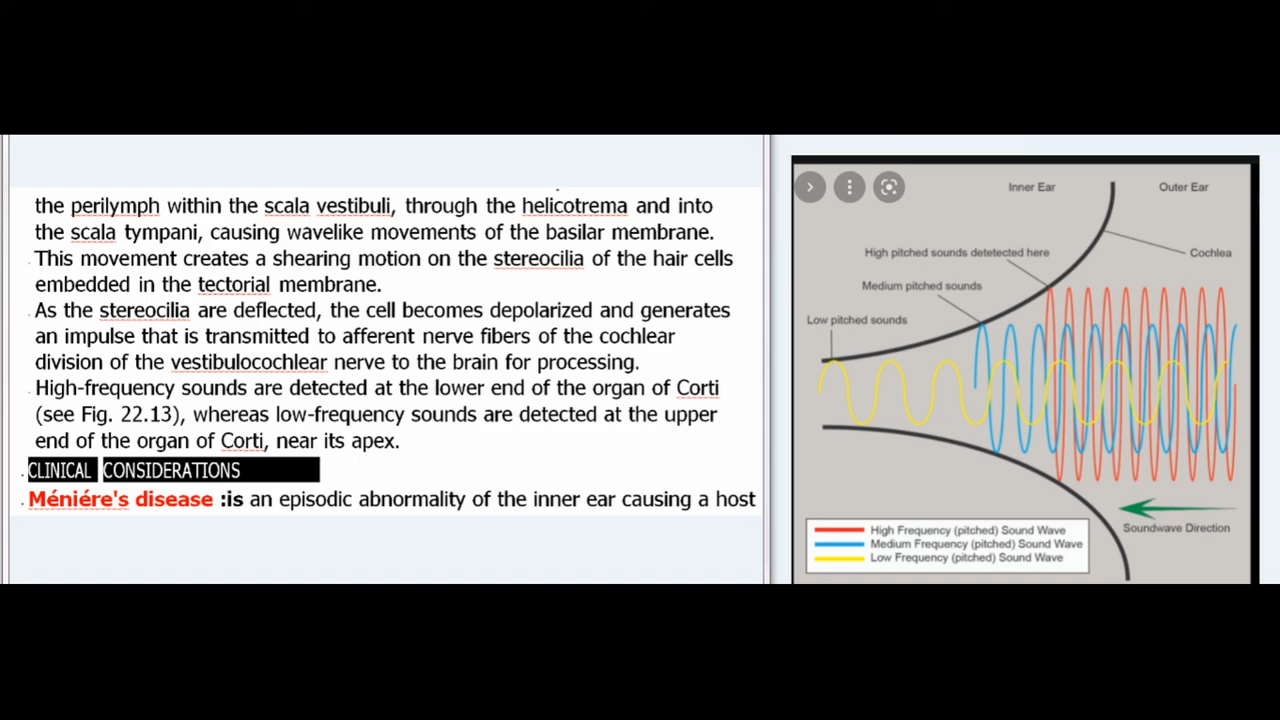 the perilymph within the scala vestibuli, through the helicotrema and into
the scala tympani, causing wavelike movements of the basilar membrane.
This movement creates a shearing motion on the stereocilia of the hair cells
embedded in the tectorial membrane.
As the stereocilia are deflected, the cell becomes depolarized and generates
an impulse that is transmitted to afferent nerve fibers of the cochlear
division of the vestibulocochlear nerve to the brain for processing.
High-frequency sounds are detected at the lower end of the organ of Corti
(see Fig. 22.13), whereas low-frequency sounds are detected at the upper
end of the organ of Corti, near its apex.
CLINICAL CONSIDERATIONS
Méniére's disease :is an episodic abnormality of the inner ear causing a host
Inner Ear
Outer Ear
High pitched sounds detetected here
Cochlea
Medium pitched sounds
Low pitched sounds
Soundwave Direction
High Frequency (pitched) Sound Wave
Medium Frequency (pitched) Sound Wave
Low Frequency (pitched) Sound Wave